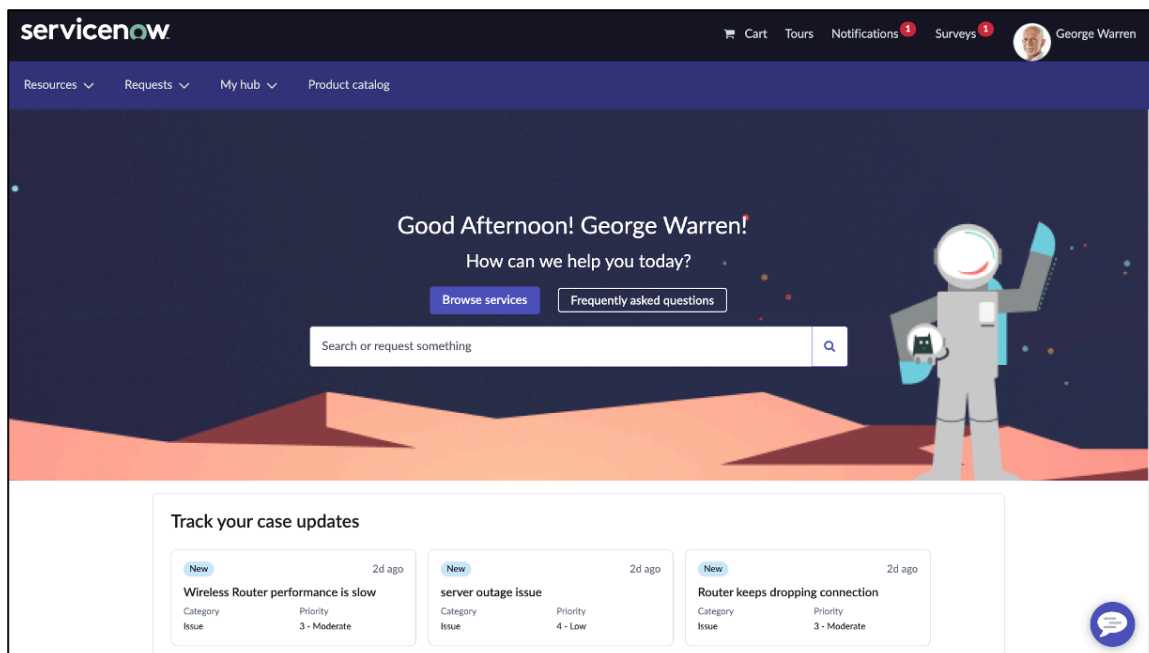 servicenow
Cart Tours Notifications 1 Surveys 1 George Warren
Resources Requests My hub Product catalog
Good Afternoon! George Warren!
How can we help you today?
Browse services Frequently asked questions
Search or request something
Track your case updates
New 2d ago
Wireless Router performance is slow
Category Priority
Issue 3 - Moderate
New 2d ago
server outage issue
Category Priority
Issue 4 - Low
New 2d ago
Router keeps dropping connection
Category Priority
Issue 3 - Moderate